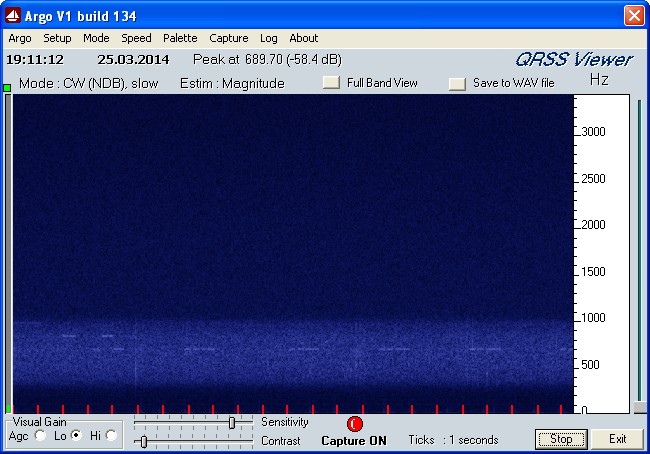 Argo V1 build 134
Argo Setup Mode Speed Palette Capture Log About
19:11:12 25.03.2014 Peak at 689.70 (-58.4 dB) QRSS Viewer
Mode : CW (NDB), slow Estim : Magnitude Full Band View Save to WAV file Hz
3000
2500
2000
1500
1000
500
0
Visual Gain
Agc Lo Hi
Sensitivity
Contrast
Capture ON
Ticks : 1 seconds
Stop
Exit